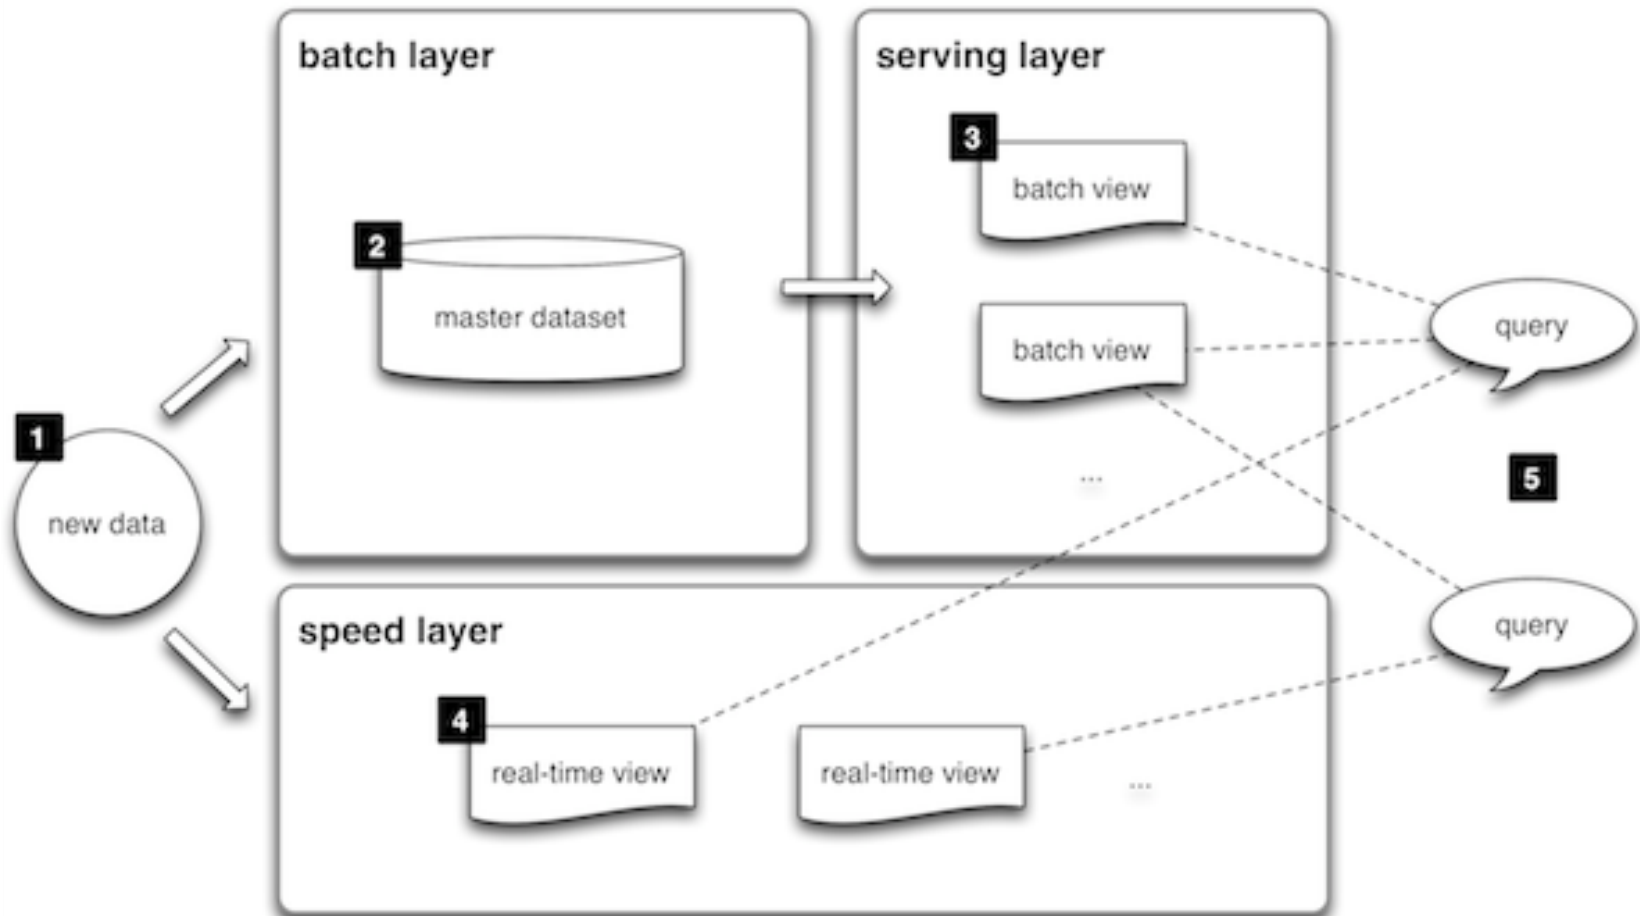 batch layer
serving layer
3
batch view
2
master dataset
batch view
...
query
5
1
new data
query
speed layer
4
real-time view
real-time view
...